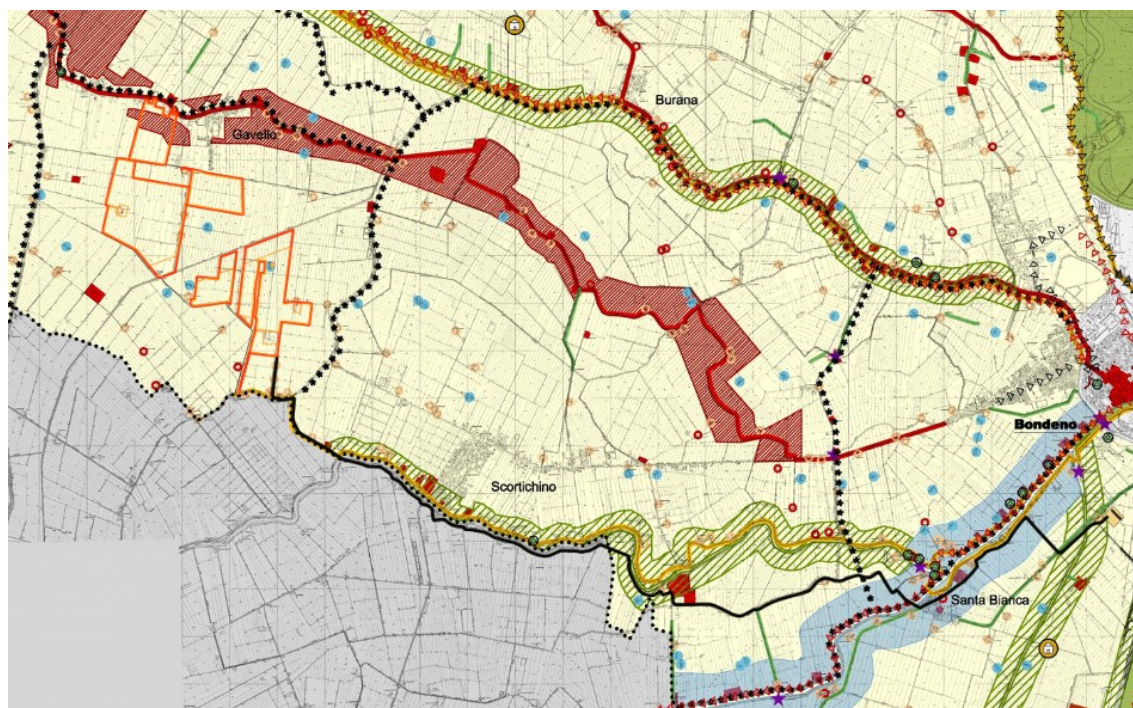 Burana
Gavello
Bondeno
Scortichino
Santa Bianca